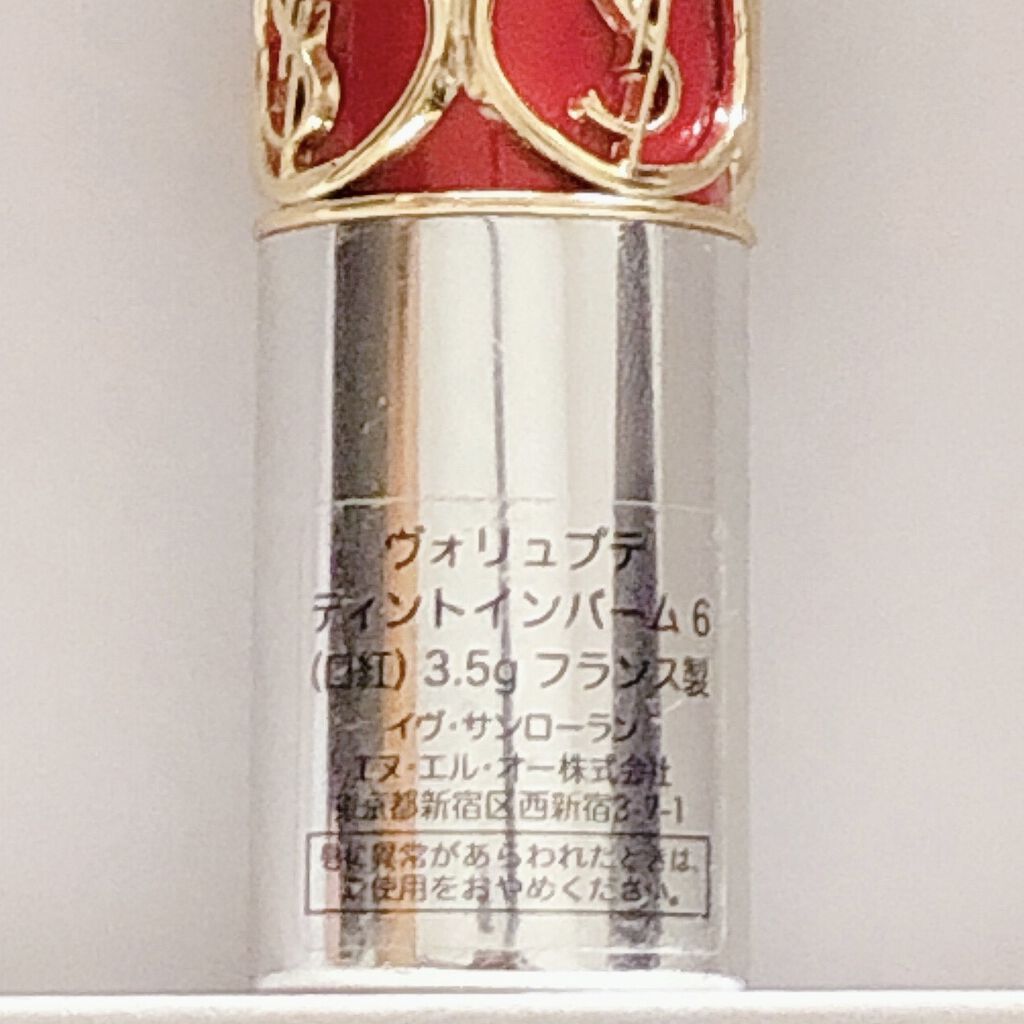 YSL
YSL
ヴォリュプテ
ティントインバーム 6
(口紅) 3.5g フランス製
イヴ・サンローラン
エヌ・エル・オー株式会社
東京都新宿区西新宿3-7-1
唇に異常があらわれたときは、
ご使用をおやめください。